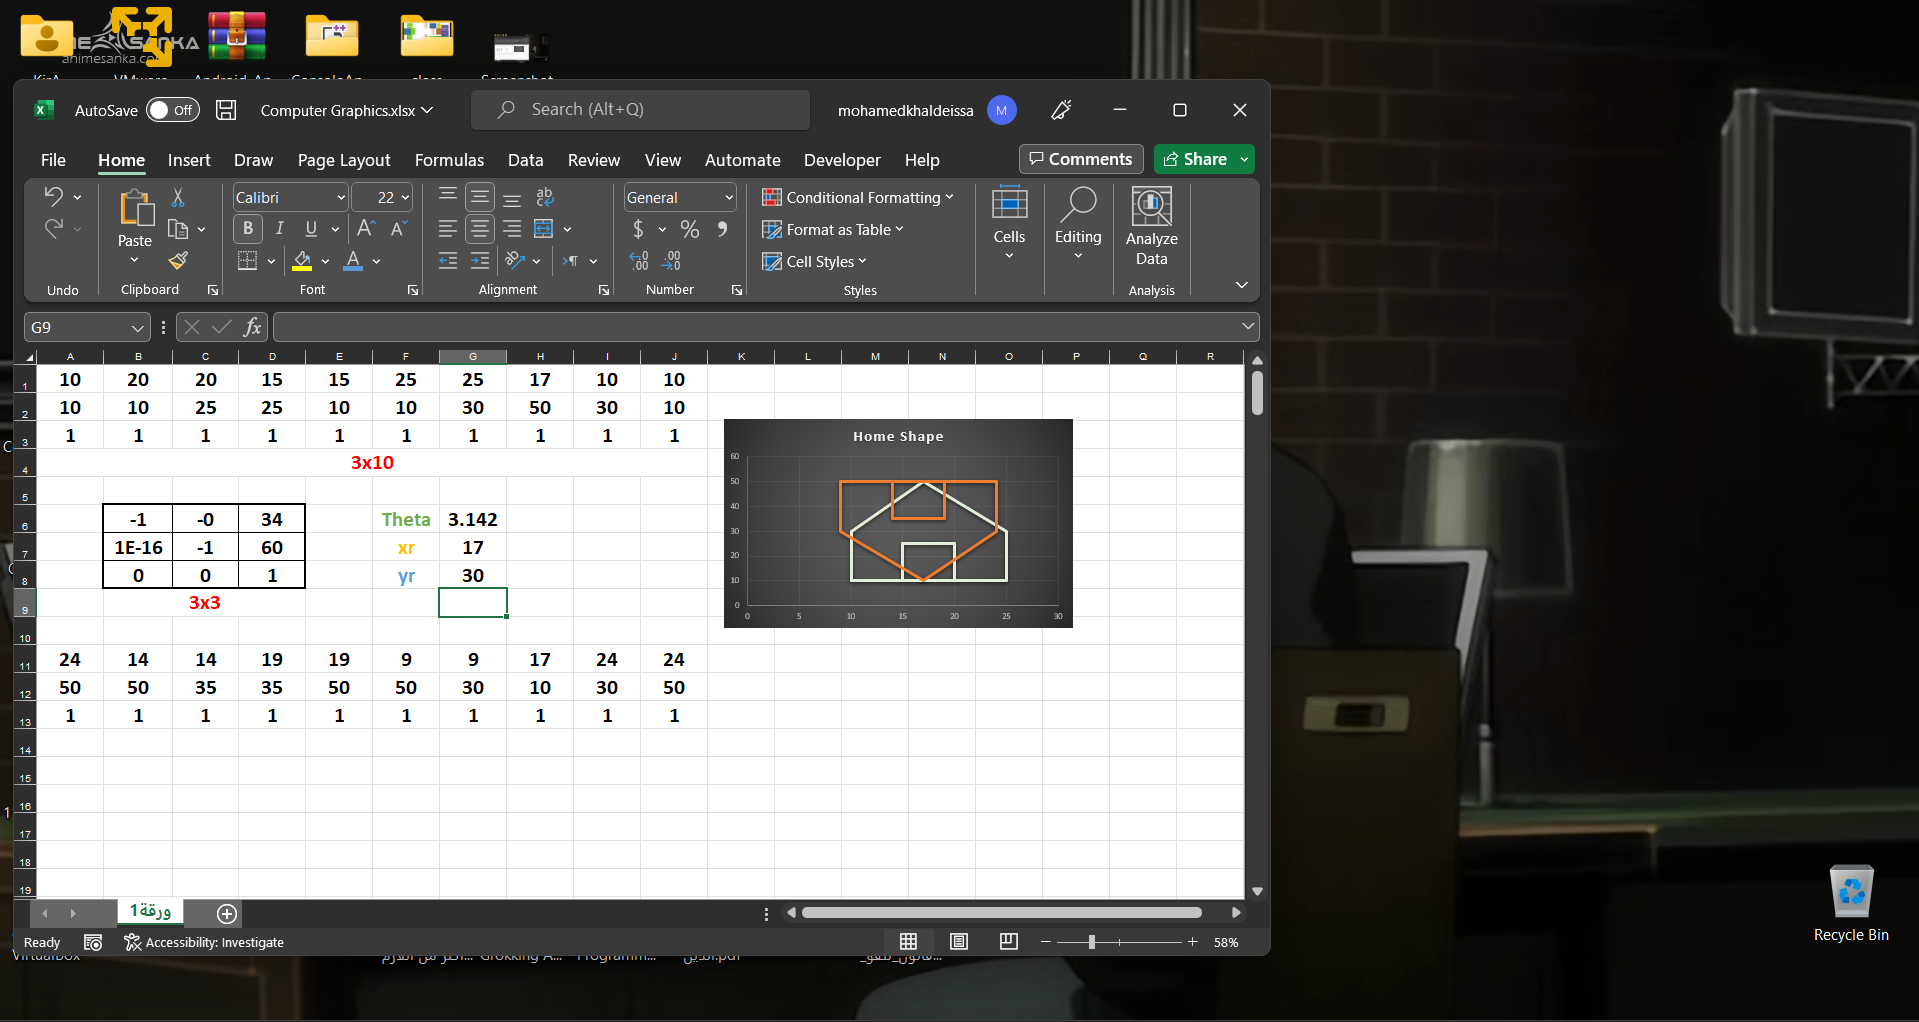 animesanka.co
AutoSave Off Computer Graphics.xlsx Search (Alt+Q) mohamedkhaldeissa M
File Home Insert Draw Page Layout Formulas Data Review View Automate Developer Help Comments Share
Calibri 22 General Conditional Formatting
Paste B I U $ % Format as Table Cells Editing Analyze Data
Cell Styles
Undo Clipboard Font Alignment Number Styles Analysis
G9 fx
A B C D E F G H I J K L M N O P Q R
1 10 20 20 15 15 25 25 17 10 10
2 10 10 25 25 10 10 30 50 30 10
3 1 1 1 1 1 1 1 1 1 1
4 3x10
5
6 -1 -0 34 Theta 3.142
7 1E-16 -1 60 xr 17
8 0 0 1 yr 30
9 3x3
10
11 24 14 14 19 19 9 9 17 24 24
12 50 50 35 35 50 50 30 10 30 50
13 1 1 1 1 1 1 1 1 1 1
14
15
16
17
18
19
Home Shape
60
50
40
30
20
10
0
0 5 10 15 20 25 30
ورقة1
Ready Accessibility: Investigate 58%
Recycle Bin